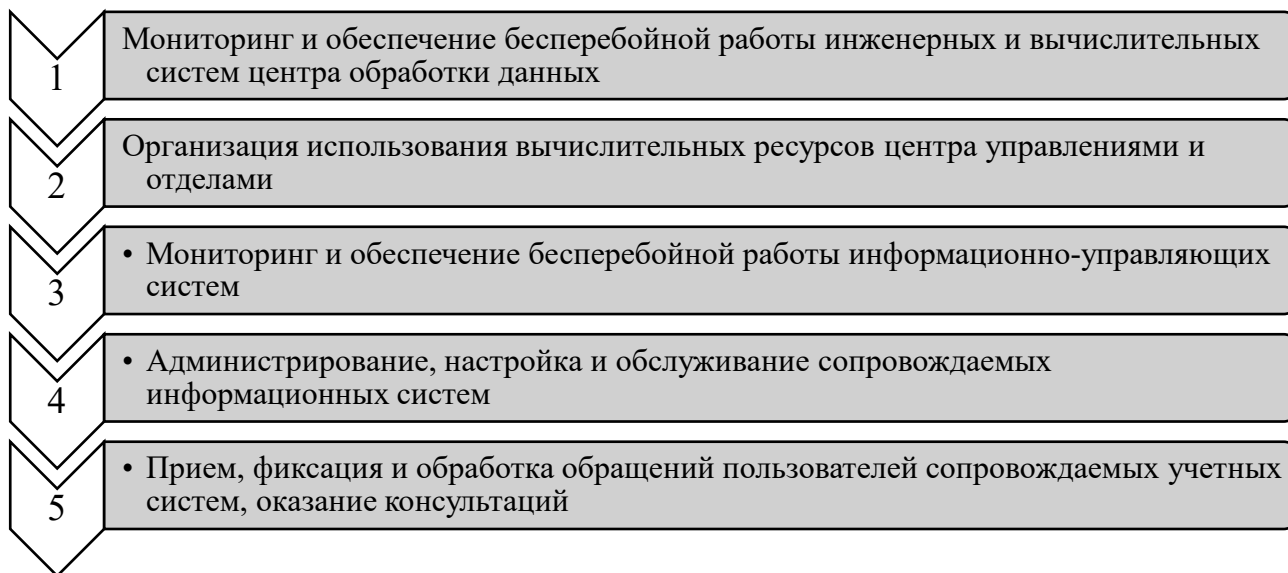 1
Мониторинг и обеспечение бесперебойной работы инженерных и вычислительных
систем центра обработки данных
2
Организация использования вычислительных ресурсов центра управлениями и
отделами
3
• Мониторинг и обеспечение бесперебойной работы информационно-управляющих
систем
4
• Администрирование, настройка и обслуживание сопровождаемых
информационных систем
5
• Прием, фиксация и обработка обращений пользователей сопровождаемых учетных
систем, оказание консультаций